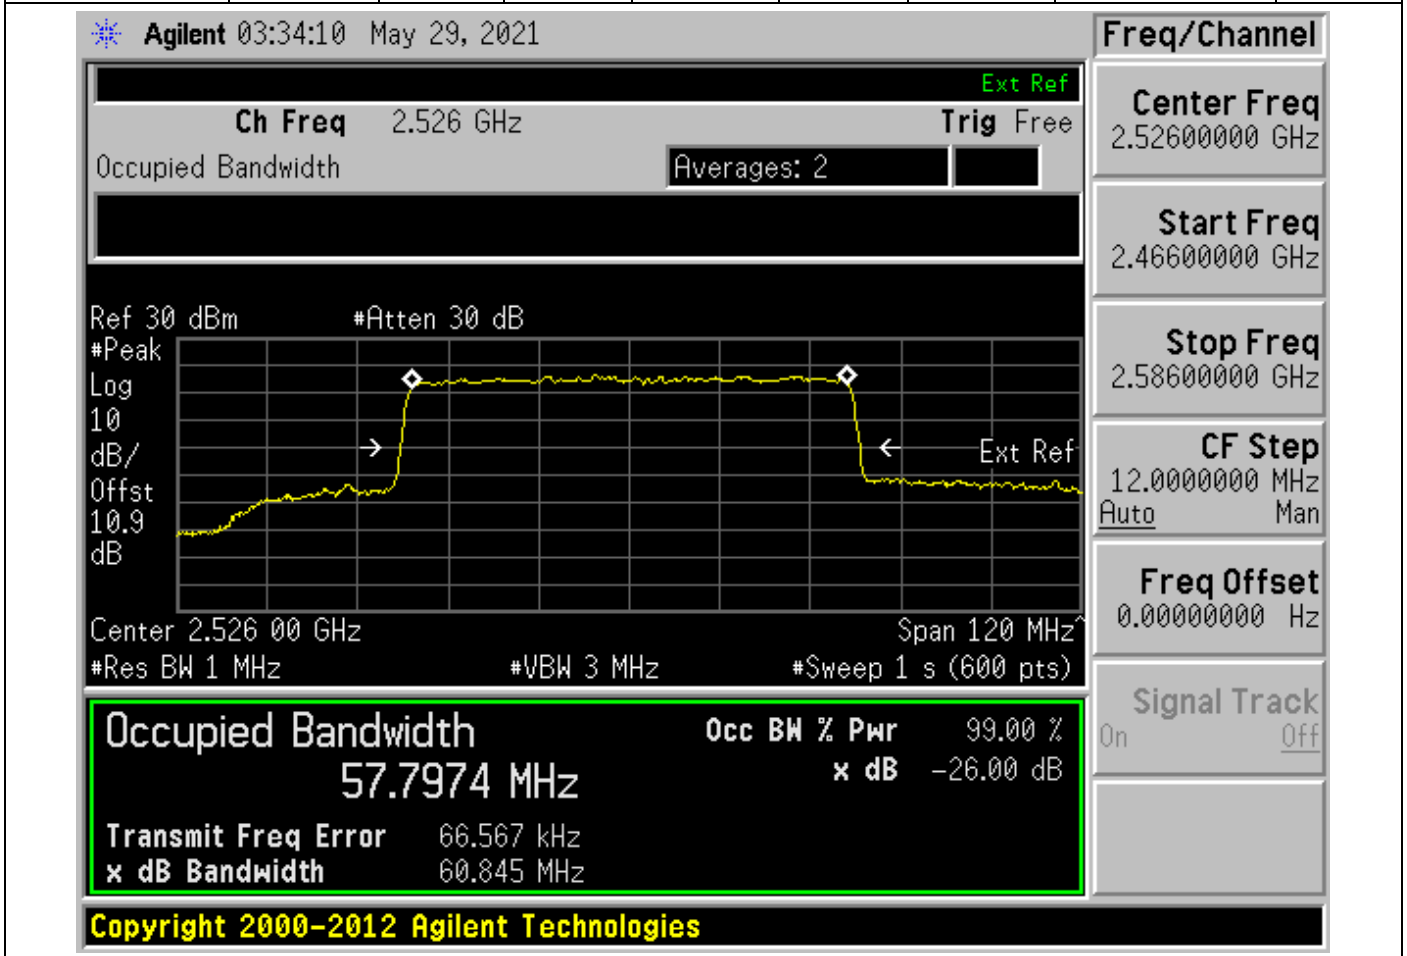 Agilent 03:34:10 May 29, 2021
Freq/Channel
Ext Ref
Ch Freq 2.526 GHz
Trig Free
Occupied Bandwidth
Averages: 2
Center Freq
2.52600000 GHz
Start Freq
2.46600000 GHz
Stop Freq
2.58600000 GHz
CF Step
12.0000000 MHz
Auto Man
Freq Offset
0.00000000 Hz
Signal Track
On Off
Ref 30 dBm
#Atten 30 dB
#Peak
Log
10
dB/
Offst
10.9
dB
Ext Ref
Center 2.526 00 GHz
Span 120 MHz^
#Res BW 1 MHz
#VBW 3 MHz
#Sweep 1 s (600 pts)
Occupied Bandwidth
57.7974 MHz
Occ BW % Pwr 99.00 %
x dB -26.00 dB
Transmit Freq Error 66.567 kHz
x dB Bandwidth 60.845 MHz
Copyright 2000-2012 Agilent Technologies